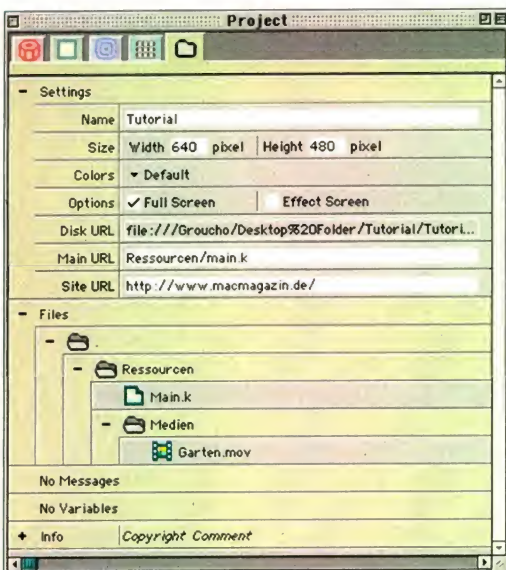 Project
Settings
Name Tutorial
Size Width 640 pixel Height 480 pixel
Colors Default
Options Full Screen Effect Screen
Disk URL file:///Groucho/Desktop%20Folder/Tutorial/Tutori...
Main URL Ressourcen/main.k
Site URL http://www.macmagazin.de/
Files
.
Ressourcen
Main.k
Medien
Garten.mov
No Messages
No Variables
Info Copyright Comment